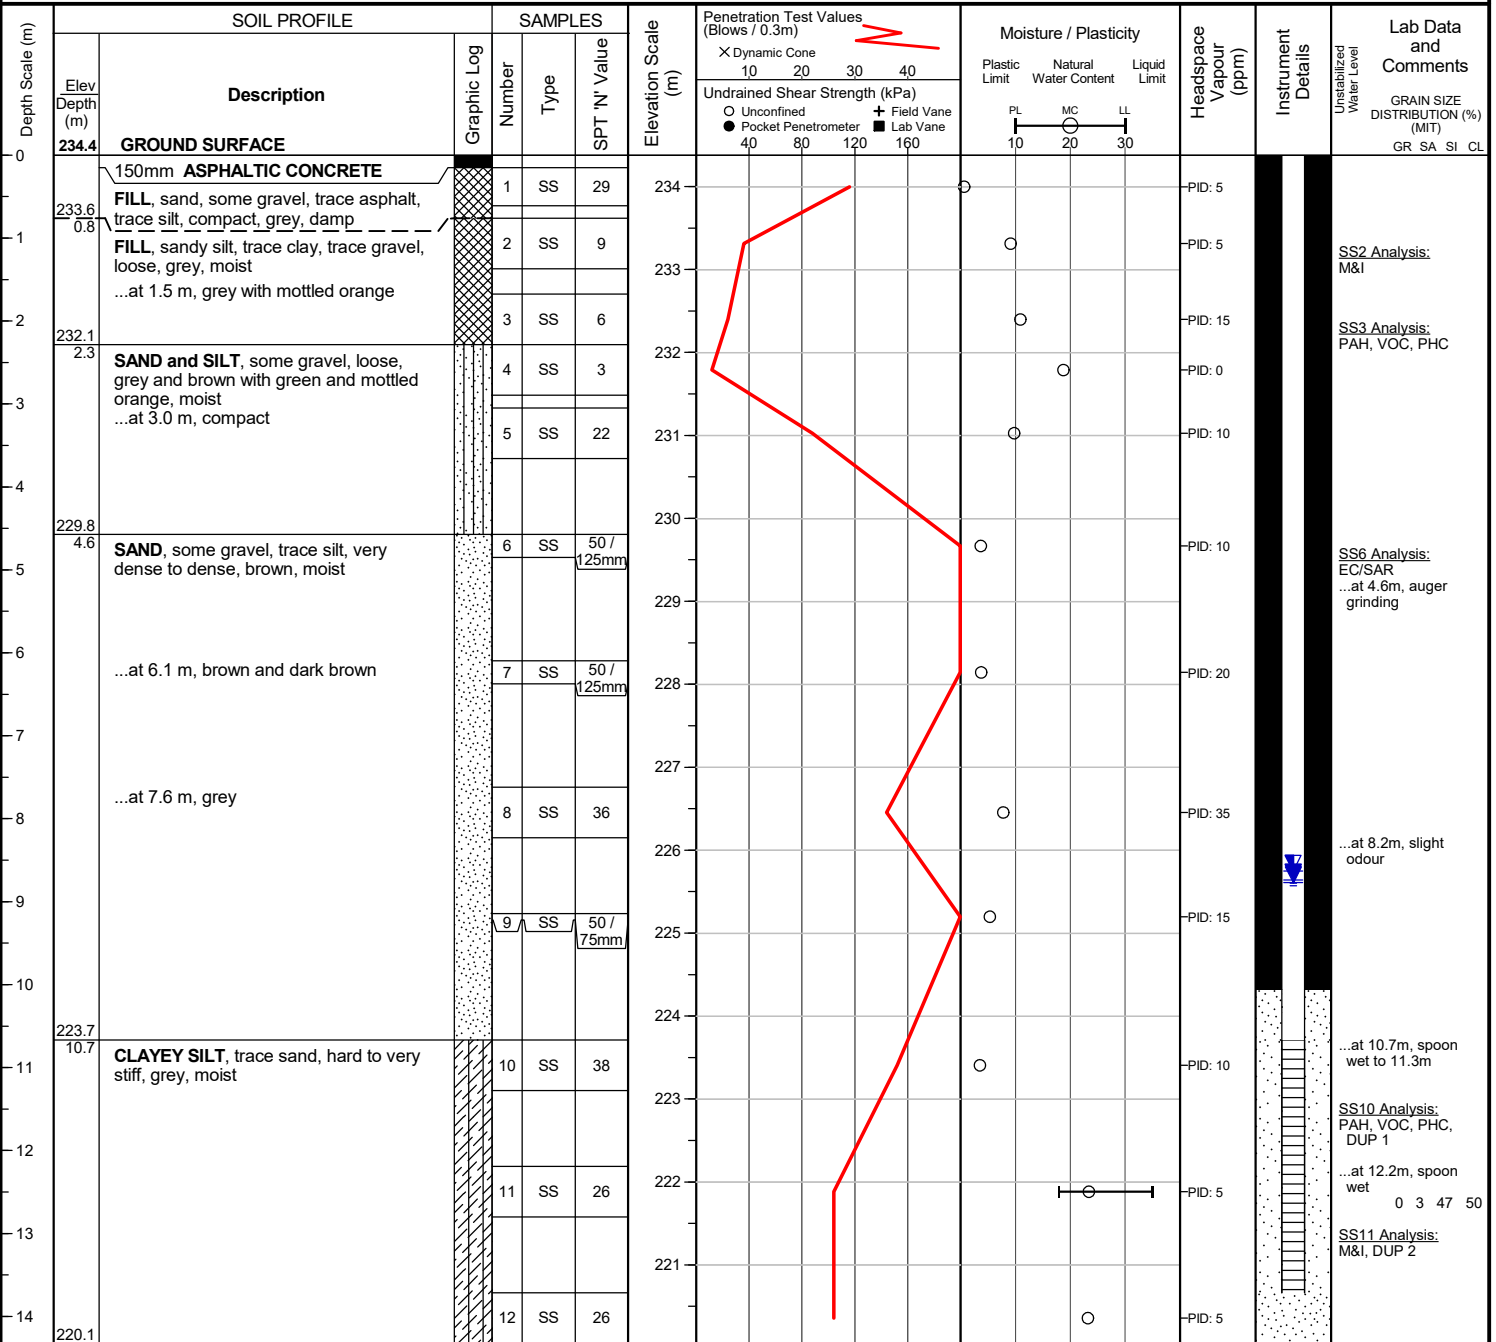 Depth Scale (m)
SOIL PROFILE
Elev
Depth
(m)
234.4
Description
GROUND SURFACE
Graphic Log
SAMPLES
Number
Type
SPT 'N' Value
Elevation Scale
(m)
Penetration Test Values
(Blows / 0.3m)
X Dynamic Cone
10 20 30 40
Undrained Shear Strength (kPa)
Unconfined
Field Vane
Pocket Penetrometer
Lab Vane
40 80 120 160
Moisture / Plasticity
Plastic
Limit
Natural
Water Content
Liquid
Limit
PL MC LL
10 20 30
Headspace
Vapour
(ppm)
Instrument
Details
Unstabilized
Water Level
Lab Data
and
Comments
GRAIN SIZE
DISTRIBUTION (%)
(MIT)
GR SA SI CL
0
1
2
3
4
5
6
7
8
9
10
11
12
13
14
150mm ASPHALTIC CONCRETE
FILL, sand, some gravel, trace asphalt,
trace silt, compact, grey, damp
233.6
0.8
FILL, sandy silt, trace clay, trace gravel,
loose, grey, moist
...at 1.5 m, grey with mottled orange
232.1
2.3
SAND and SILT, some gravel, loose,
grey and brown with green and mottled
orange, moist
...at 3.0 m, compact
229.8
4.6
SAND, some gravel, trace silt, very
dense to dense, brown, moist
...at 6.1 m, brown and dark brown
...at 7.6 m, grey
223.7
10.7
CLAYEY SILT, trace sand, hard to very
stiff, grey, moist
220.1
1 SS 29
2 SS 9
3 SS 6
4 SS 3
5 SS 22
6 SS 50 /
125mm
7 SS 50 /
125mm
8 SS 36
9 SS 50 /
75mm
10 SS 38
11 SS 26
12 SS 26
234
233
232
231
230
229
228
227
226
225
224
223
222
221
PID: 5
PID: 5
PID: 15
PID: 0
PID: 10
PID: 10
PID: 20
PID: 35
PID: 15
PID: 10
PID: 5
PID: 5
SS2 Analysis:
M&I
SS3 Analysis:
PAH, VOC, PHC
SS6 Analysis:
EC/SAR
...at 4.6m, auger
grinding
...at 8.2m, slight
odour
...at 10.7m, spoon
wet to 11.3m
SS10 Analysis:
PAH, VOC, PHC,
DUP 1
...at 12.2m, spoon
wet
0 3 47 50
SS11 Analysis:
M&I, DUP 2